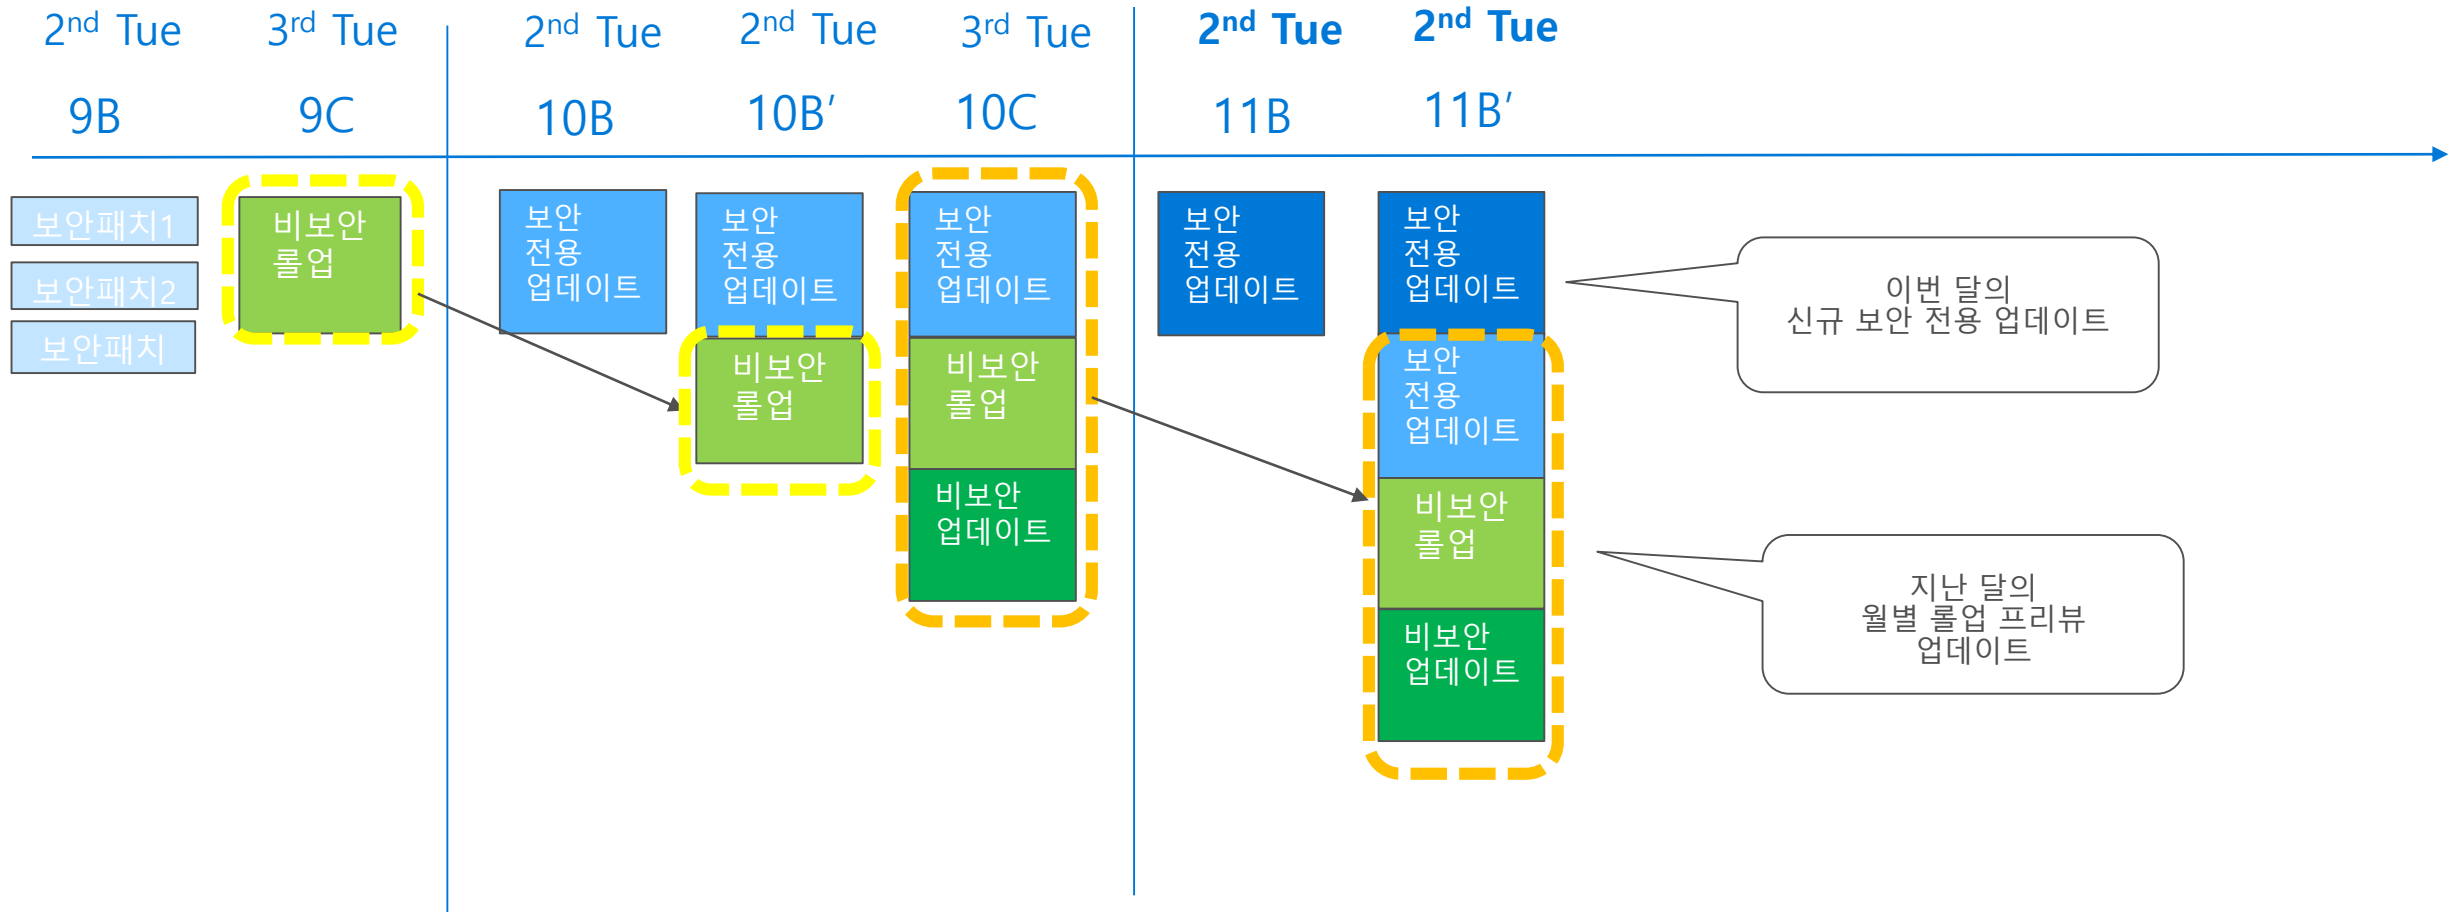 2nd Tue
3rd Tue
2nd Tue
2nd Tue
3rd Tue
2nd Tue
2nd Tue
9B
9C
10B
10B’
10C
11B
11B’
보안패치1
보안패치2
보안패치
비보안
롤업
보안
전용
업데이트
보안
전용
업데이트
비보안
롤업
보안
전용
업데이트
비보안
롤업
비보안
업데이트
보안
전용
업데이트
보안
전용
업데이트
보안
전용
업데이트
비보안
롤업
비보안
업데이트
이번 달의
신규 보안 전용 업데이트
지난 달의
월별 롤업 프리뷰
업데이트